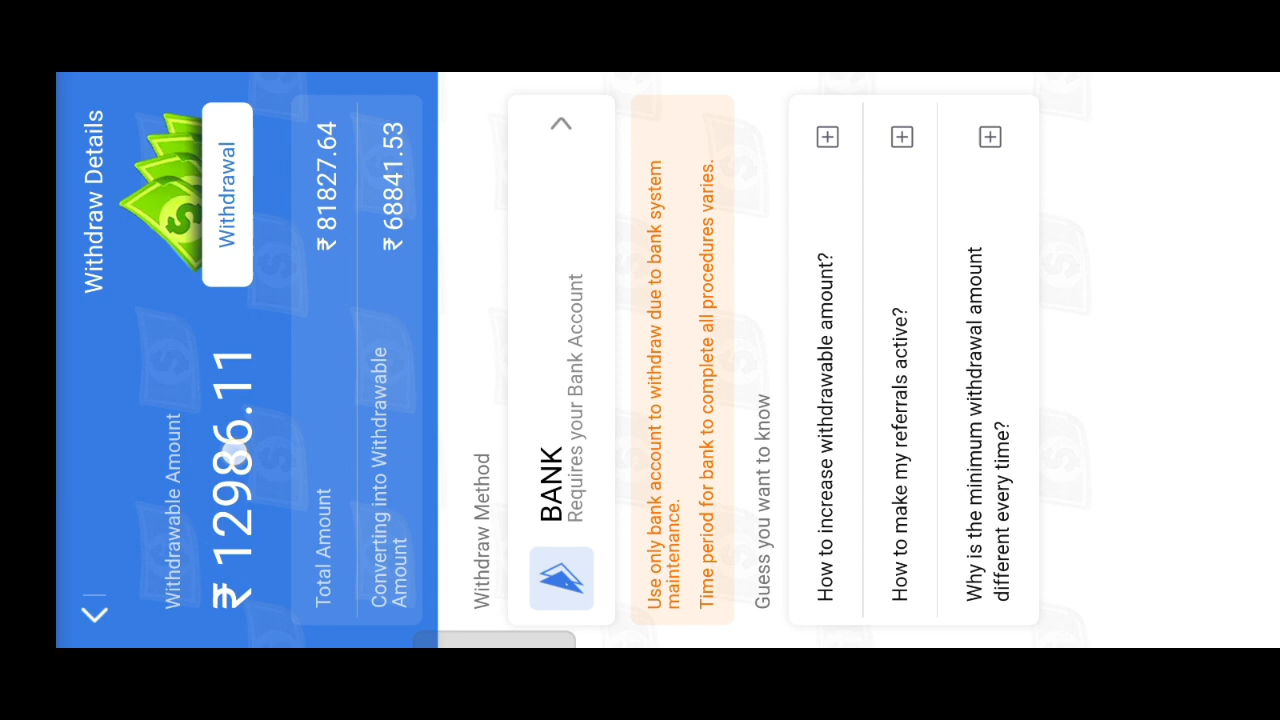 Withdraw Details
Withdrawable Amount
₹ 12986.11
Withdrawal
Total Amount
₹ 81827.64
Converting into Withdrawable
Amount
₹ 68841.53
Withdraw Method
BANK
Requires your Bank Account
Use only bank account to withdraw due to bank system
maintenance.
Time period for bank to complete all procedures varies.
Guess you want to know
How to increase withdrawable amount?
How to make my referrals active?
Why is the minimum withdrawal amount
different every time?